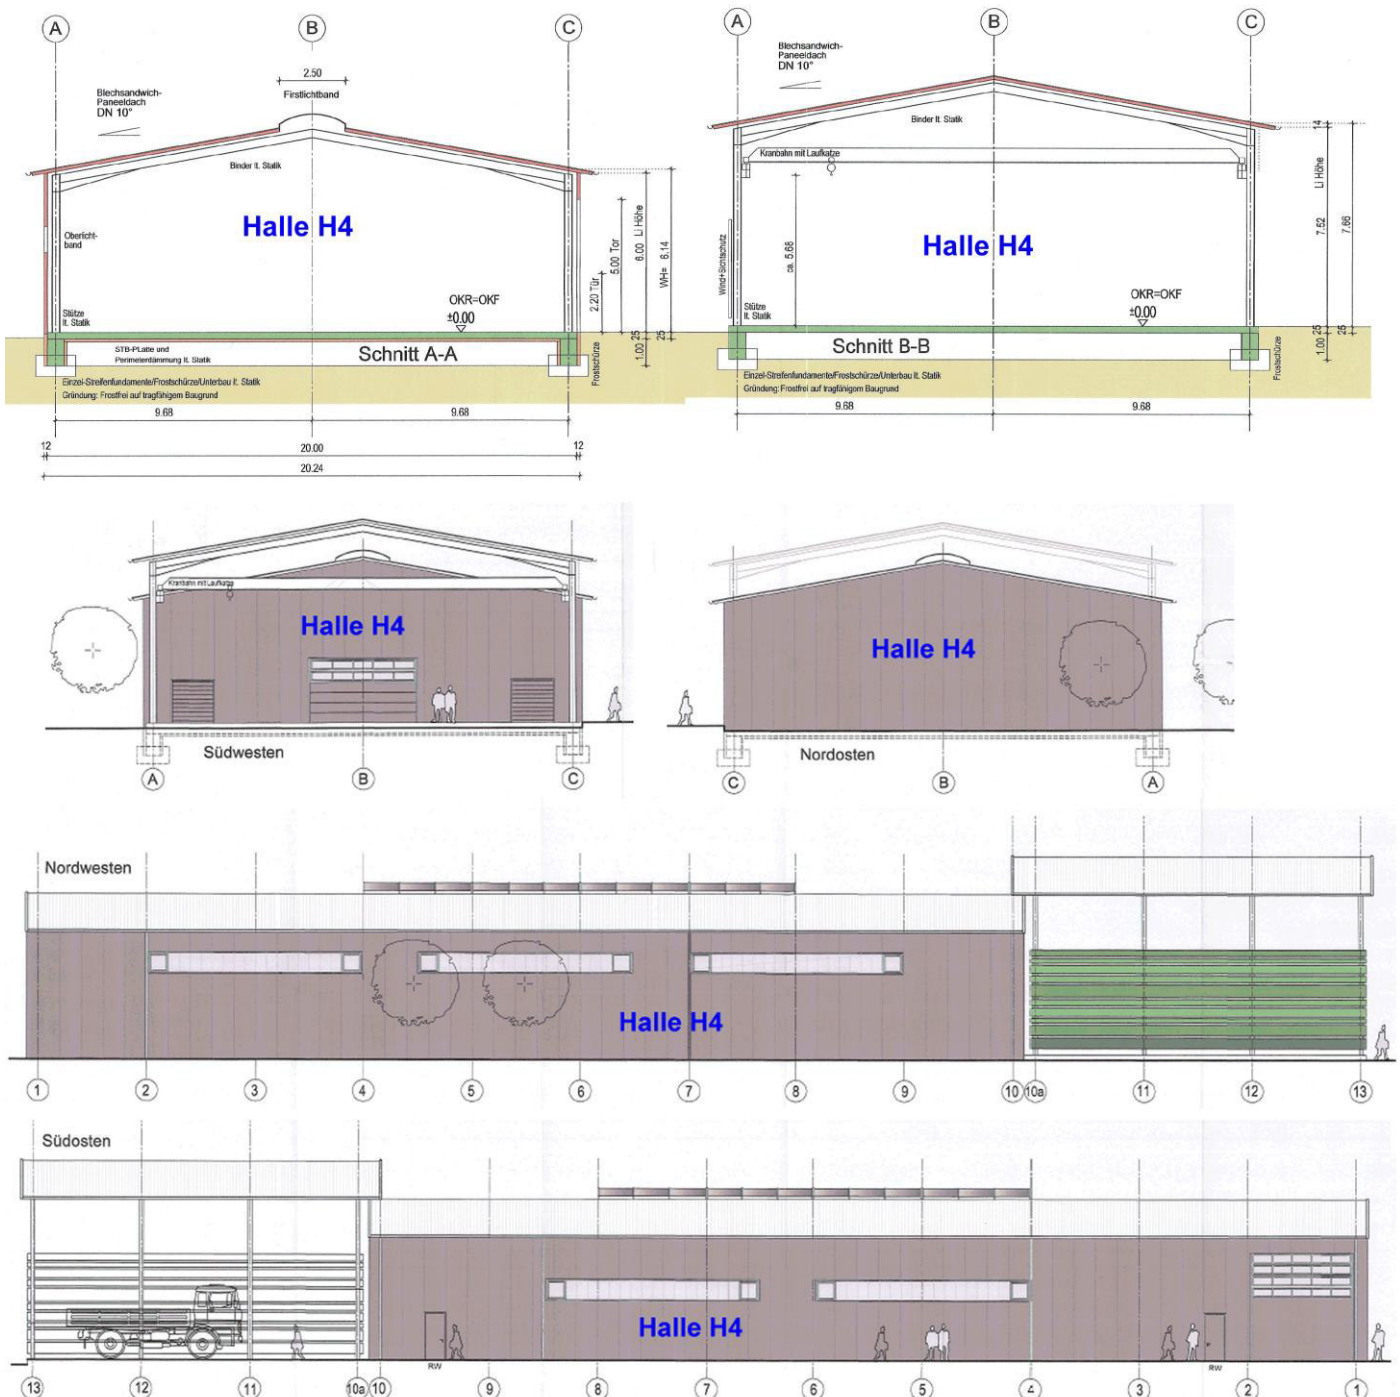 A
B
C
2.50
Firstlichtband
Blechsandwich-
Paneeldach
DN 10°
Binder lt. Statik
Halle H4
Oberlicht-
band
Stütze
lt. Statik
OKR=OKF
±0.00
2.20 Tür
5.00 Tor
6.00 Li Höhe
WH= 6.14
25
25
1.00
Frostschürze
STB-PLatte und
Perimeterdämmung lt. Statik
Schnitt A-A
Einzel-Streifenfundamente/Frostschürze/Unterbau lt. Statik
Gründung: Frostfrei auf tragfähigem Baugrund
9.68
9.68
12
20.00
12
20.24
A
B
C
Blechsandwich-
Paneeldach
DN 10°
Binder lt. Statik
Kranbahn mit Laufkatze
14
Li Höhe
7.52
7.66
Wind+Sichtschutz
ca. 5.68
Halle H4
Stütze
lt. Statik
OKR=OKF
±0.00
25
25
1.00
Frostschürze
Schnitt B-B
Einzel-Streifenfundamente/Frostschürze/Unterbau lt. Statik
Gründung: Frostfrei auf tragfähigem Baugrund
9.68
9.68
Kranbahn mit Laufkatze
Halle H4
Südwesten
A
B
C
Halle H4
Nordosten
C
B
A
Nordwesten
Halle H4
1
2
3
4
5
6
7
8
9
10
10a
11
12
13
Südosten
Halle H4
RW
RW
13
12
11
10a
10
9
8
7
6
5
4
3
2
1